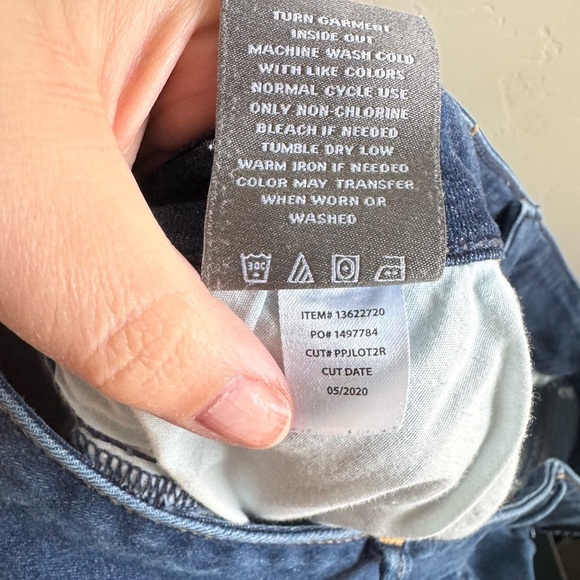 TURN GARMENT
INSIDE OUT
MACHINE WASH COLD
WITH LIKE COLORS
NORMAL CYCLE USE
ONLY NON-CHLORINE
BLEACH IF NEEDED
TUMBLE DRY LOW
WARM IRON IF NEEDED
COLOR MAY TRANSFER
WHEN WORN OR
WASHED
30C
ITEM# 13622720
PO# 1497784
CUT# PPJLOT2R
CUT DATE
05/2020